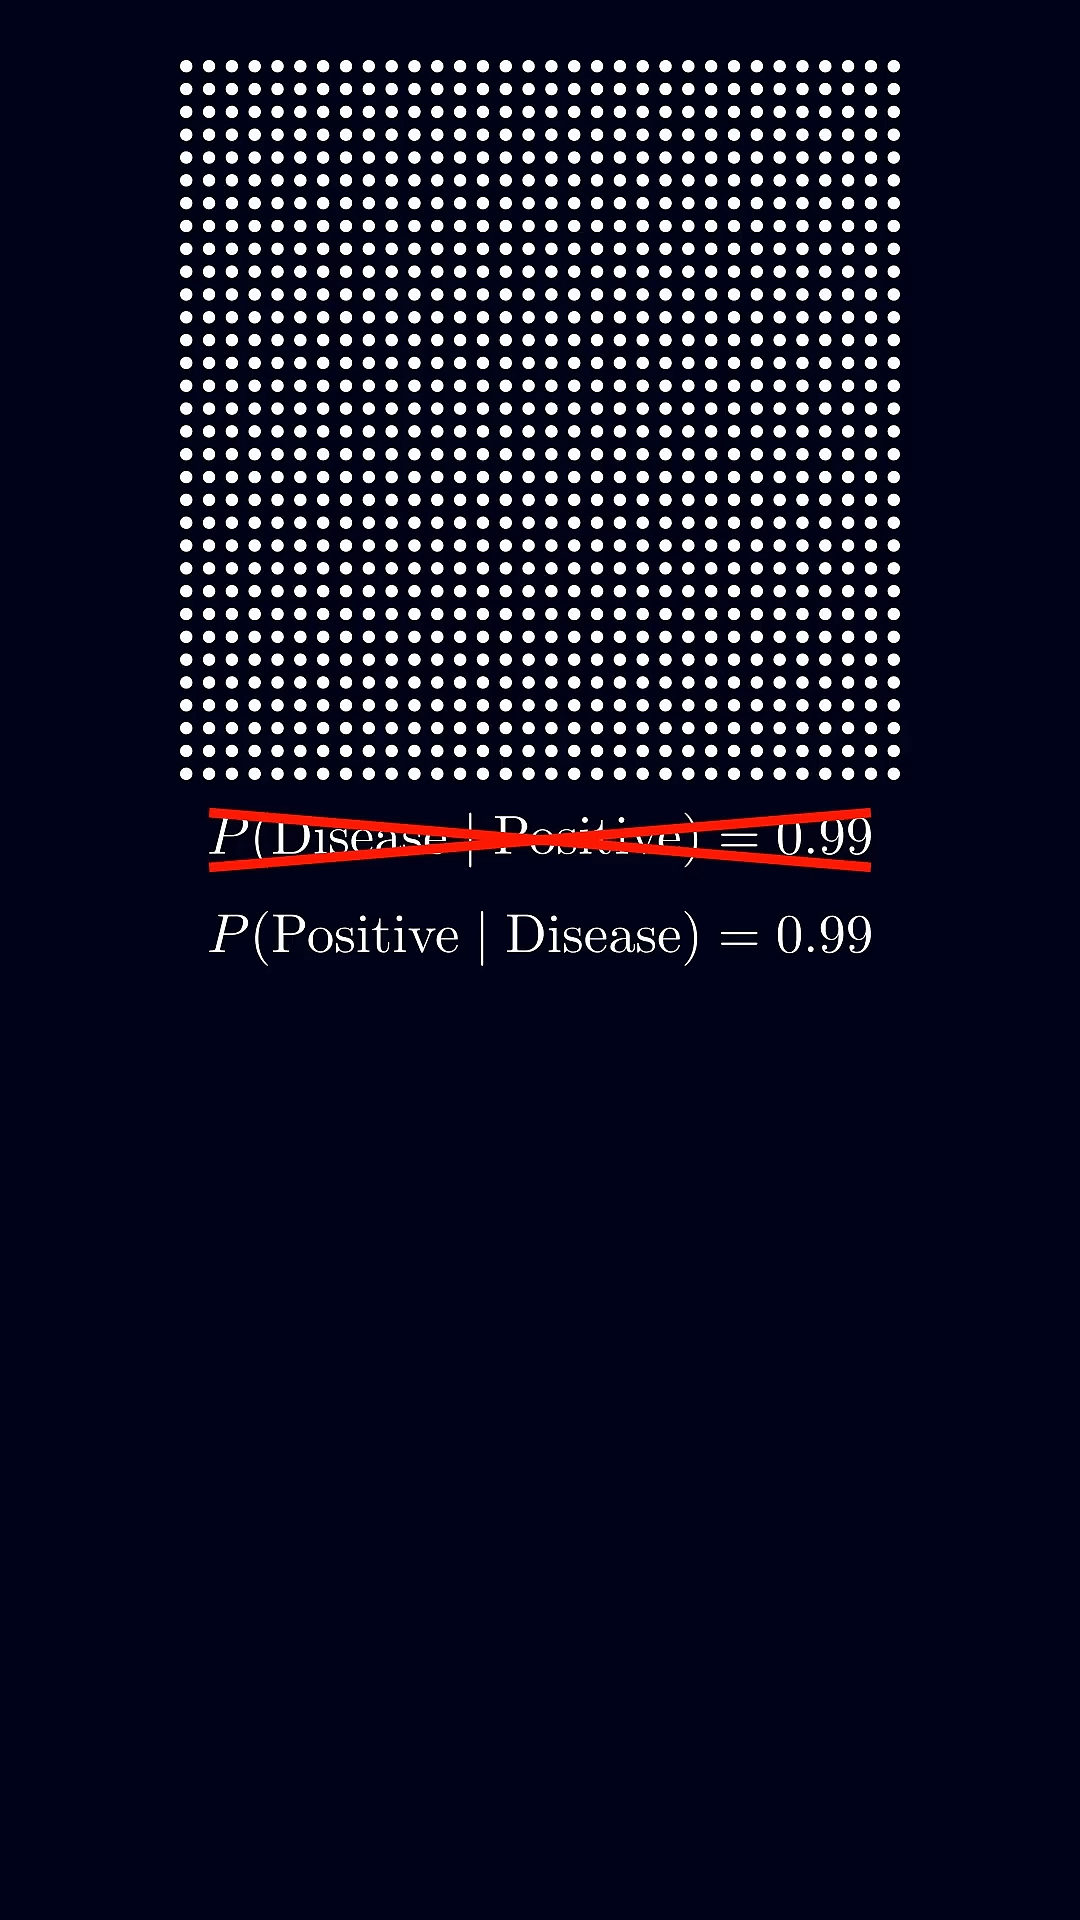 P(Disease | Positive) = 0.99
P(Positive | Disease) = 0.99